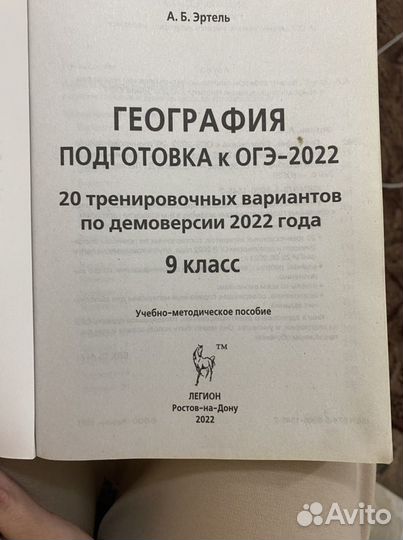 А. Б. Эртель
ГЕОГРАФИЯ
ПОДГОТОВКА к ОГЭ–2022
20 тренировочных вариантов
по демоверсии 2022 года
9 класс
Учебно-методическое пособие
TM
ЛЕГИОН
Ростов-на-Дону
2022
Avito